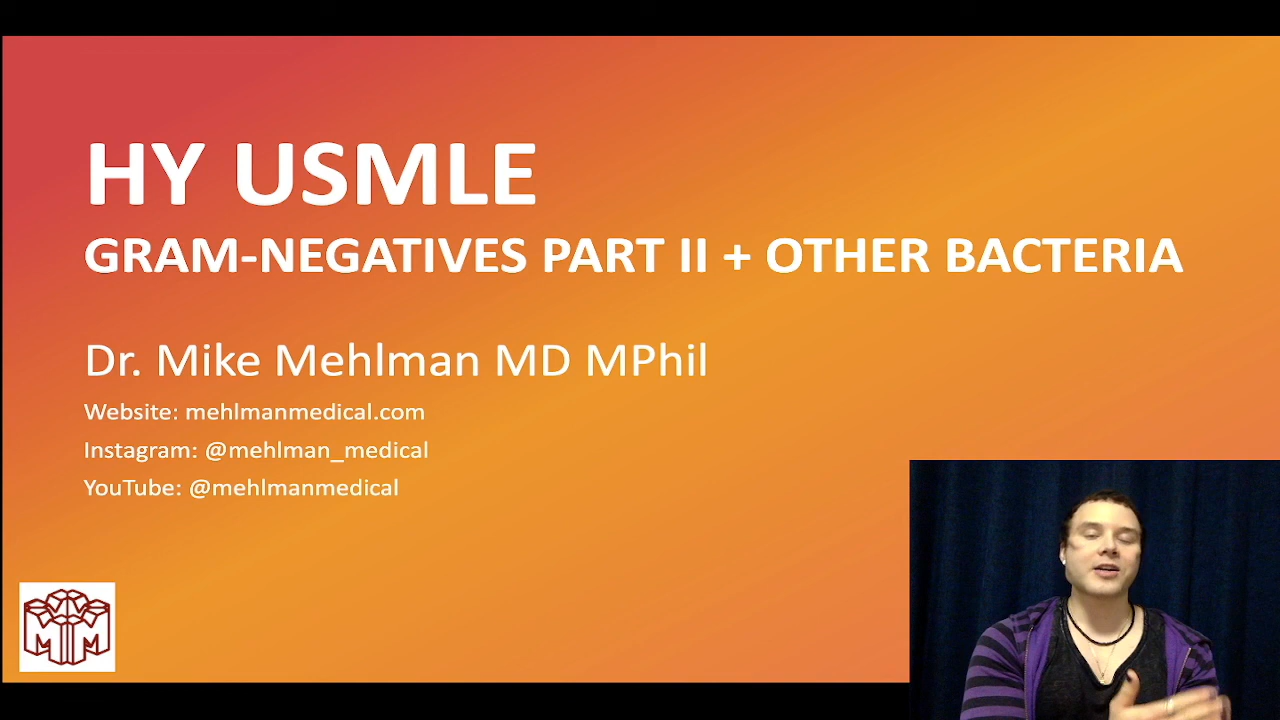 HY USMLE
GRAM-NEGATIVES PART II + OTHER BACTERIA
Dr. Mike Mehlman MD MPhil
Website: mehlmanmedical.com
Instagram: @mehlman_medical
YouTube: @mehlmanmedical
MM